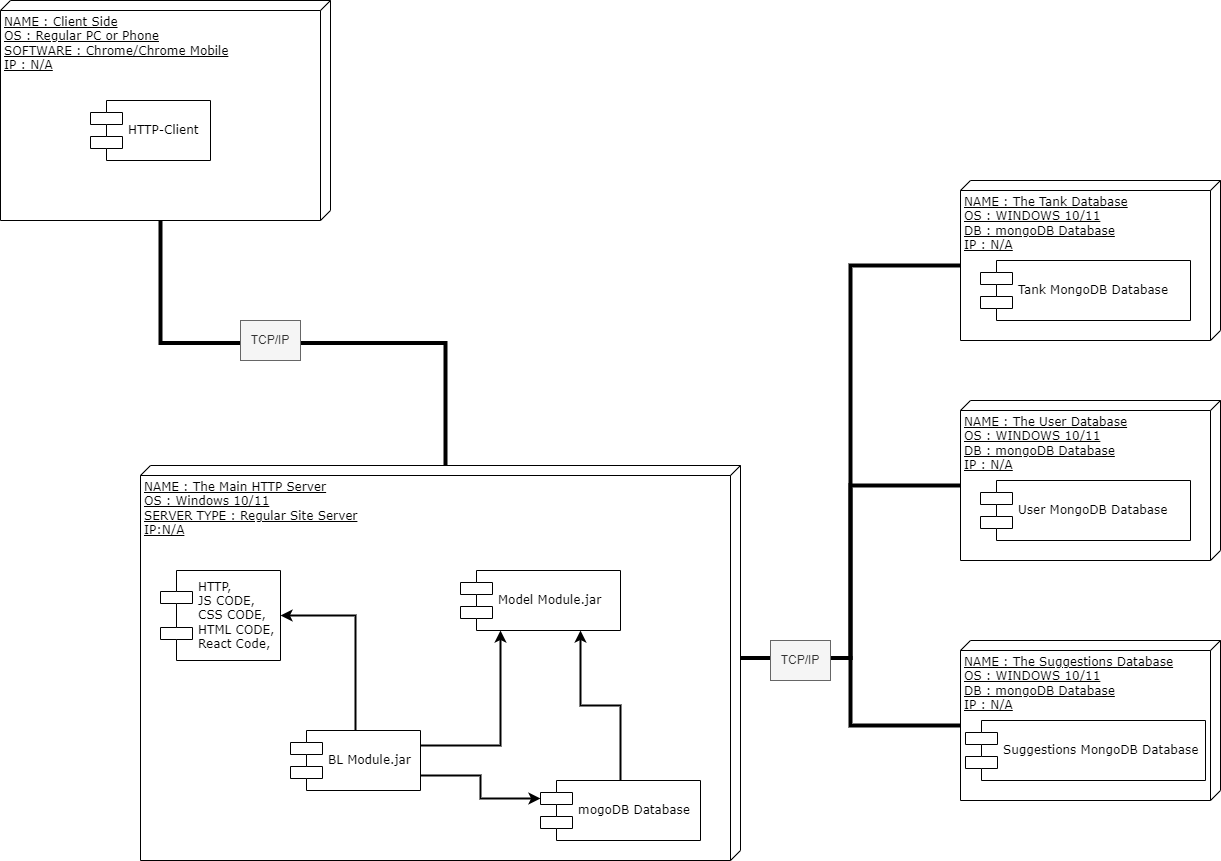 NAME : Client Side
OS : Regular PC or Phone
SOFTWARE : Chrome/Chrome Mobile
IP : N/A
HTTP-Client
TCP/IP
NAME : The Main HTTP Server
OS : Windows 10/11
SERVER TYPE : Regular Site Server
IP:N/A
HTTP,
JS CODE,
CSS CODE,
HTML CODE,
React Code,
Model Module.jar
BL Module.jar
mogoDB Database
TCP/IP
NAME : The Tank Database
OS : WINDOWS 10/11
DB : mongoDB Database
IP : N/A
Tank MongoDB Database
NAME : The User Database
OS : WINDOWS 10/11
DB : mongoDB Database
IP : N/A
User MongoDB Database
NAME : The Suggestions Database
OS : WINDOWS 10/11
DB : mongoDB Database
IP : N/A
Suggestions MongoDB Database